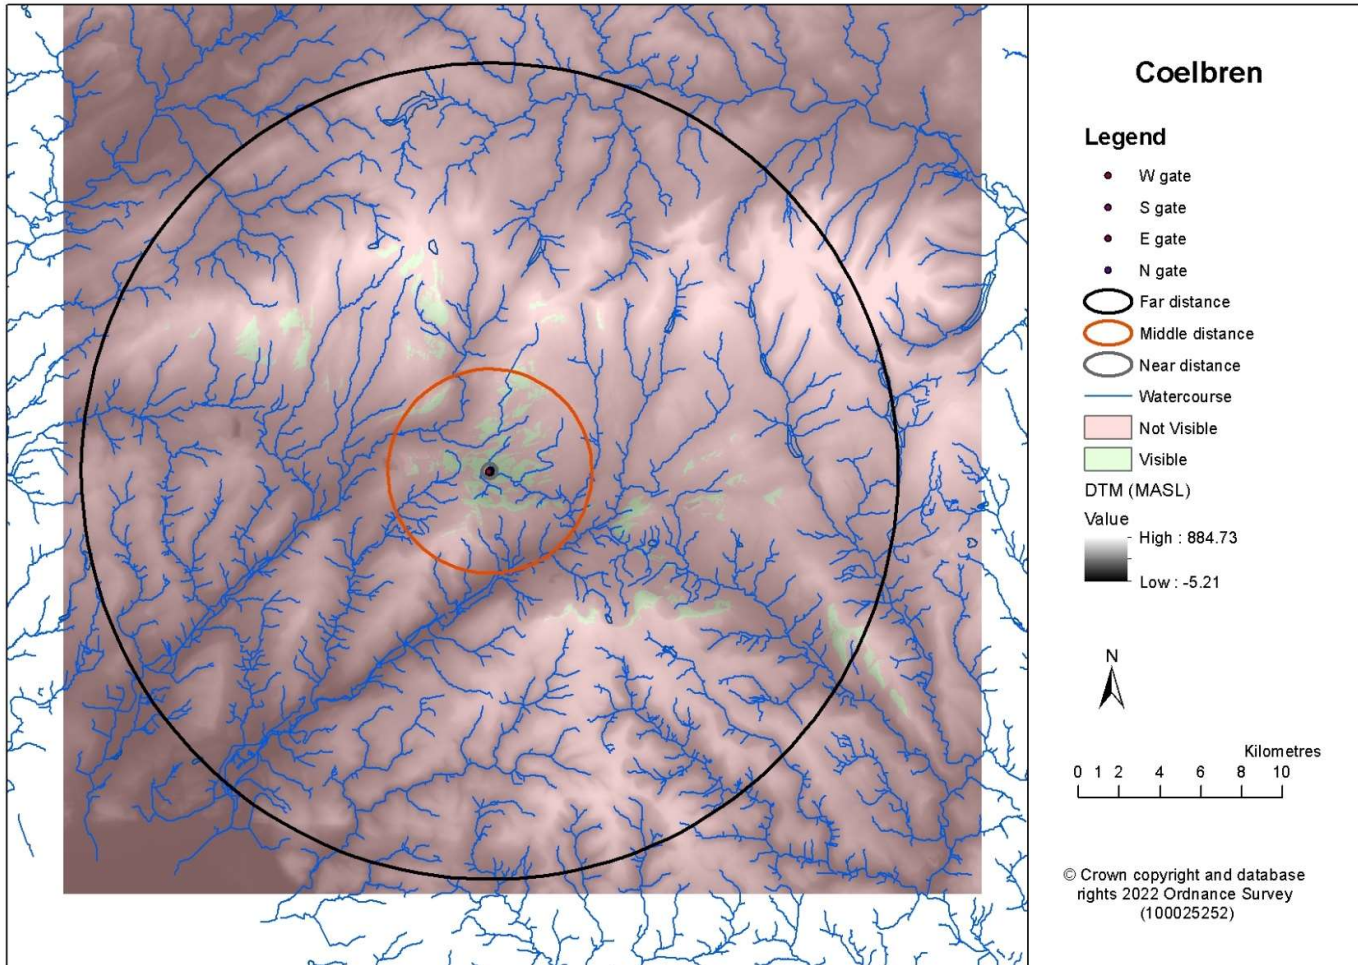 Coelbren
Legend
W gate
S gate
E gate
N gate
Far distance
Middle distance
Near distance
Watercourse
Not Visible
Visible
DTM (MASL)
Value
High : 884.73
Low : -5.21
N
Kilometres
0 1 2 4 6 8 10
© Crown copyright and database
rights 2022 Ordnance Survey
(100025252)